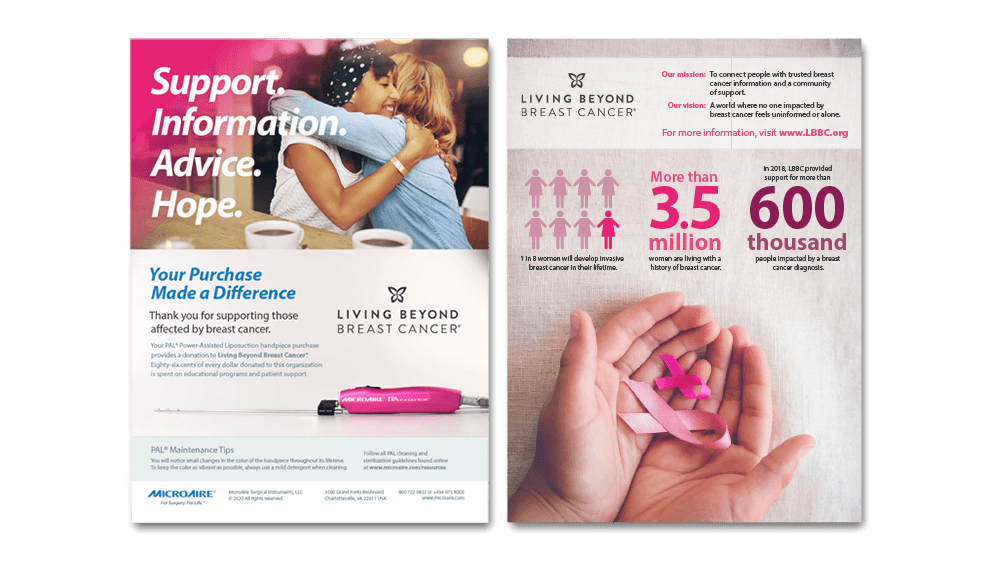 Support.
Information.
Advice.
Hope.
Your Purchase
Made a Difference
Thank you for supporting those
affected by breast cancer.
Your PAL® Power-Assisted Liposuction handpiece purchase
provides a donation to Living Beyond Breast Cancer®.
Eighty-six cents of every dollar donated to this organization
is spent on educational programs and patient support.
LIVING BEYOND
BREAST CANCER®
MICROAIRE
PAL® Maintenance Tips
You will notice small changes in the color of the handpiece throughout its lifetime.
To keep the color as vibrant as possible, always use a mild detergent when cleaning.
Follow all PAL cleaning and
sterilization guidelines found online
at www.microaire.com/resources
MICROAIRE®
For Surgery. For Life.™
MicroAire Surgical Instruments, LLC
© 2020 All rights reserved.
3590 Grand Forks Boulevard
Charlottesville, VA 22911 USA
800 722 0822 or +434 975 8000
www.microaire.com
LIVING BEYOND
BREAST CANCER®
Our mission: To connect people with trusted breast
cancer information and a community
of support.
Our vision: A world where no one impacted by
breast cancer feels uninformed or alone.
For more information, visit www.LBBC.org
1 in 8 women will develop invasive
breast cancer in their lifetime.
More than
3.5
million
women are living with a
history of breast cancer.
In 2018, LBBC provided
support for more than
600
thousand
people impacted by a breast
cancer diagnosis.